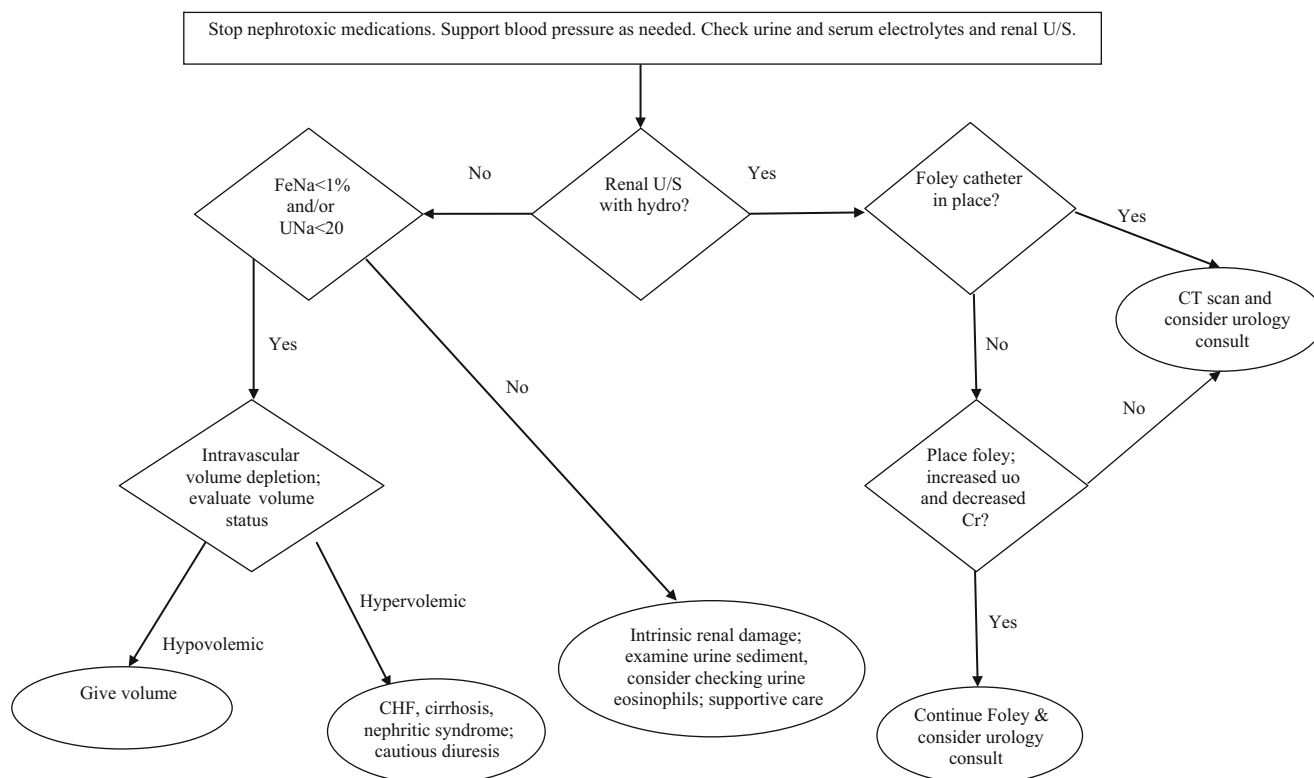 Stop nephrotoxic medications. Support blood pressure as needed. Check urine and serum electrolytes and renal U/S.
FeNa<1%
and/or
UNa<20
No
Renal U/S
with hydro?
Yes
Foley catheter
in place?
Yes
CT scan and
consider urology
consult
Yes
No
No
No
Intravascular
volume depletion;
evaluate volume
status
Place foley;
increased uo
and decreased
Cr?
Hypovolemic
Hypervolemic
Yes
Give volume
CHF, cirrhosis,
nephritic syndrome;
cautious diuresis
Intrinsic renal damage;
examine urine sediment,
consider checking urine
eosinophils; supportive care
Continue Foley &
consider urology
consult